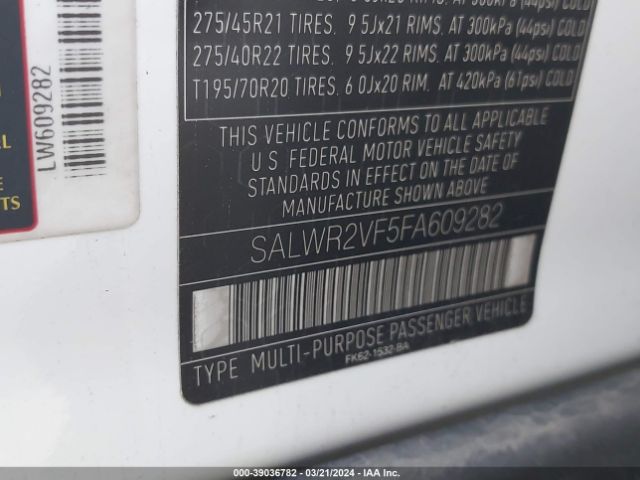 275/45R21 TIRES. 9 5Jx21 RIMS. AT 300kPa (44psi) COLD
275/40R22 TIRES. 9 5Jx22 RIMS. AT 300kPa (44psi) COLD
T195/70R20 TIRES. 6 0Jx20 RIM. AT 420kPa (61psi) COLD
THIS VEHICLE CONFORMS TO ALL APPLICABLE
U S FEDERAL MOTOR VEHICLE SAFETY
STANDARDS IN EFFECT ON THE DATE OF
MANUFACTURE SHOWN ABOVE
SALWR2VF5FA609282
TYPE MULTI-PURPOSE PASSENGER VEHICLE
FK62-1532-BA
LW609282
000-39036782 - 03/21/2024 - IAA Inc.